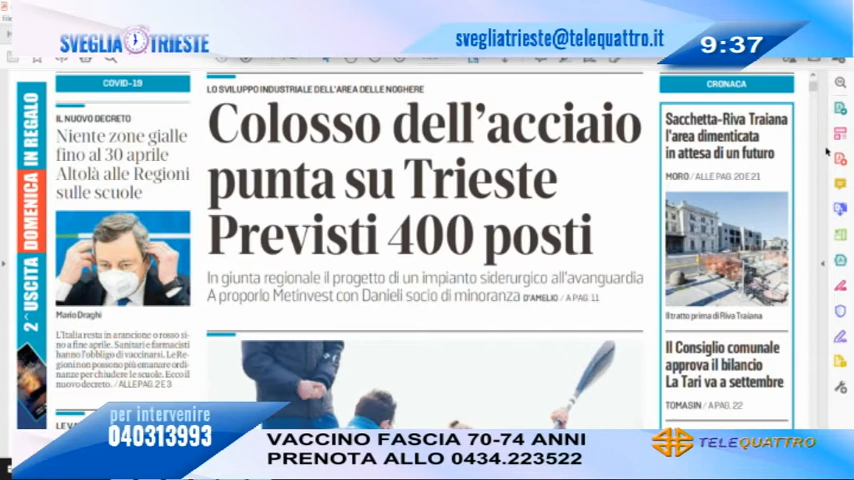 SVEGLIA TRIESTE
svegliatrieste@telequattro.it
9:37
2^ USCITA DOMENICA IN REGALO
COVID-19
IL NUOVO DECRETO
Niente zone gialle
fino al 30 aprile
Altolà alle Regioni
sulle scuole
Mario Draghi
L'Italia resta in arancione o rosso si-
no a fine aprile. Sanitari e farmacisti
hanno l'obbligo di vaccinarsi. Le Re-
gioni non possono più emanare ordi-
nanze per chiudere le scuole. Ecco il
nuovo decreto. / ALLE PAG. 2 E 3
LO SVILUPPO INDUSTRIALE DELL'AREA DELLE NOGHERE
Colosso dell'acciaio
punta su Trieste
Previsti 400 posti
In giunta regionale il progetto di un impianto siderurgico all'avanguardia
A proporlo Metinvest con Danieli socio di minoranza D'AMELIO / A PAG. 11
CRONACA
Sacchetta-Riva Traiana
l'area dimenticata
in attesa di un futuro
MORO / ALLE PAG. 20 E 21
Il tratto prima di Riva Traiana
Il Consiglio comunale
approva il bilancio
La Tari va a settembre
TOMASIN / A PAG. 22
per intervenire
040313993
VACCINO FASCIA 70-74 ANNI
PRENOTA ALLO 0434.223522
TELEQUATTRO